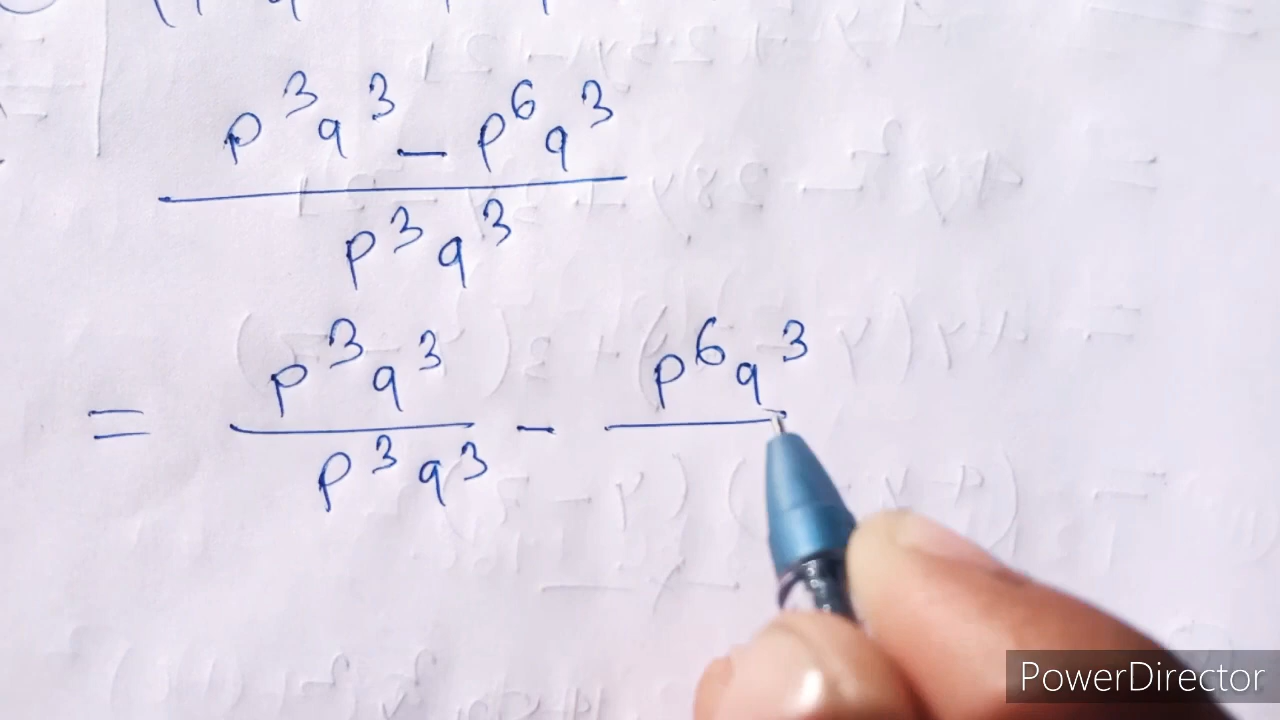 p³q³ - p⁶q³
p³q³
= p³q³ - p⁶q³
p³q³
PowerDirector